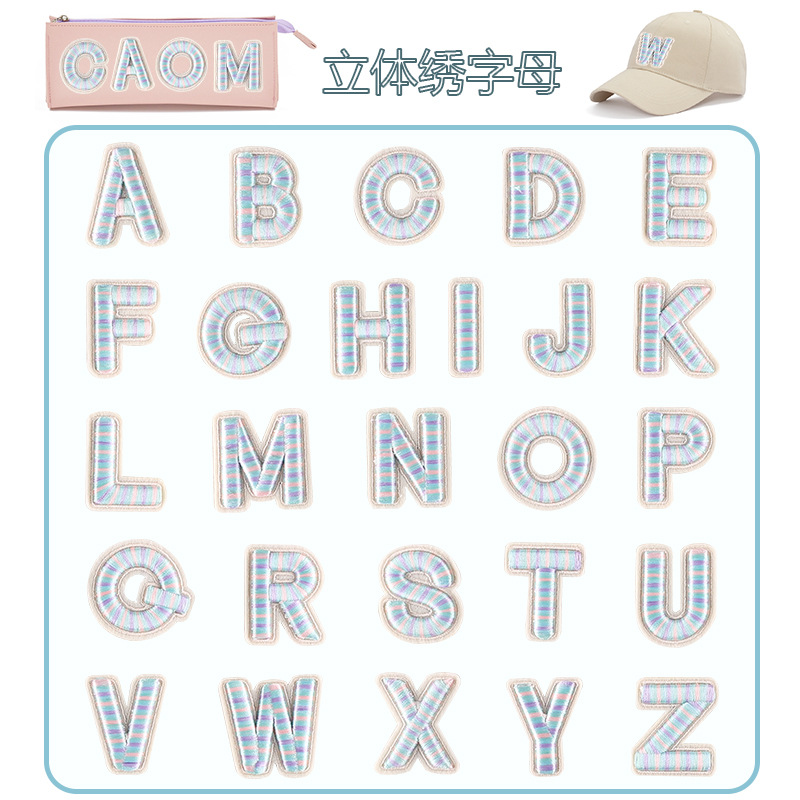 CAOM 立体绣字母 W
A B C D E
F G H I J K
L M N O P
Q R S T U
V W X Y Z